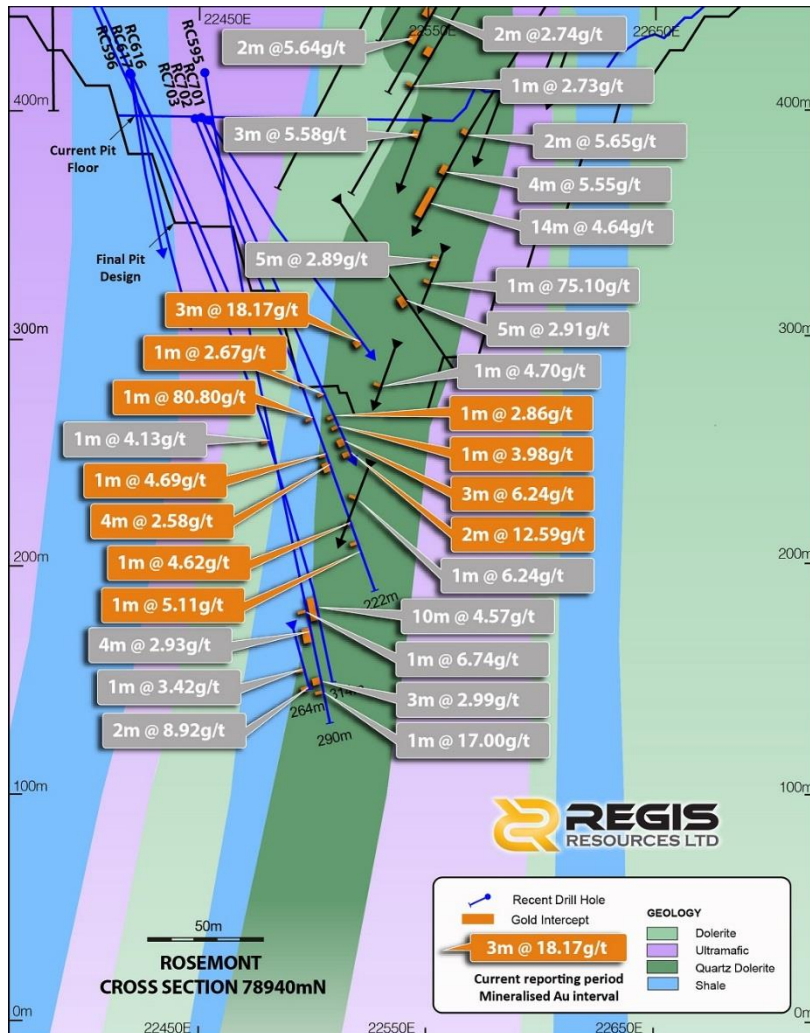 22450E
22550E
22650E
RC596
RC617
RC616
RC703
RC702
RC701
RC595
2m @5.64g/t
2m @2.74g/t
1m @ 2.73g/t
400m
400m
Current Pit
Floor
3m @ 5.58g/t
2m @ 5.65g/t
4m @ 5.55g/t
14m @ 4.64g/t
Final Pit
Design
5m @ 2.89g/t
1m @ 75.10g/t
3m @ 18.17g/t
5m @ 2.91g/t
300m
300m
1m @ 2.67g/t
1m @ 4.70g/t
1m @ 80.80g/t
1m @ 2.86g/t
1m @ 4.13g/t
1m @ 3.98g/t
1m @ 4.69g/t
3m @ 6.24g/t
4m @ 2.58g/t
2m @ 12.59g/t
1m @ 4.62g/t
200m
200m
1m @ 6.24g/t
1m @ 5.11g/t
222m
10m @ 4.57g/t
4m @ 2.93g/t
1m @ 6.74g/t
1m @ 3.42g/t
314m
3m @ 2.99g/t
264m
2m @ 8.92g/t
290m
1m @ 17.00g/t
100m
100m
REGIS
RESOURCES LTD
Recent Drill Hole
Gold Intercept
3m @ 18.17g/t
Current reporting period
Mineralised Au interval
GEOLOGY
Dolerite
Ultramafic
Quartz Dolerite
Shale
50m
ROSEMONT
CROSS SECTION 78940mN
0m
0m
22450E
22550E
22650E